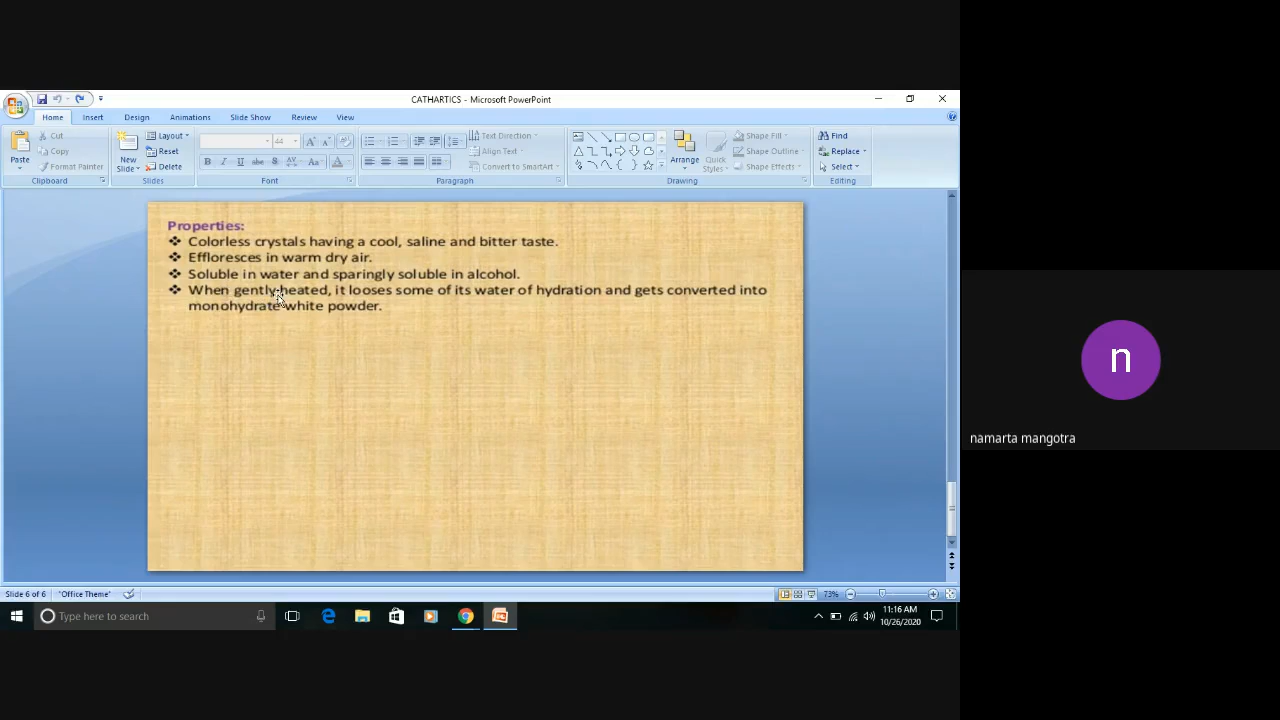 CATHARTICS - Microsoft PowerPoint
Home Insert Design Animations Slide Show Review View
Paste
Cut
Copy
Format Painter
Clipboard
New Slide
Layout
Reset
Delete
Slides
44
B I U abc S AV Aa A
Font
Text Direction
Align Text
Convert to SmartArt
Paragraph
Arrange
Quick Styles
Shape Fill
Shape Outline
Shape Effects
Drawing
Find
Replace
Select
Editing
Properties:
Colorless crystals having a cool, saline and bitter taste.
Effloresces in warm dry air.
Soluble in water and sparingly soluble in alcohol.
When gently heated, it looses some of its water of hydration and gets converted into
monohydrate white powder.
n
namarta mangotra
Slide 6 of 6 "Office Theme" 73%
Type here to search
11:16 AM
10/26/2020